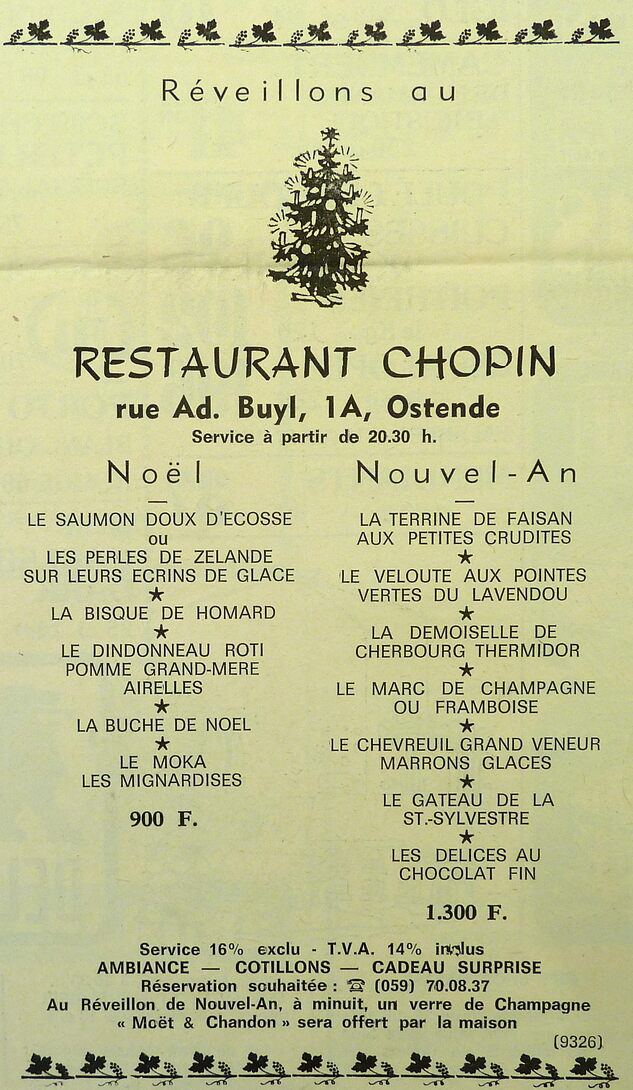 Réveillons au
RESTAURANT CHOPIN
rue Ad. Buyl, 1A, Ostende
Service à partir de 20.30 h.
Noël
LE SAUMON DOUX D'ECOSSE
ou
LES PERLES DE ZELANDE
SUR LEURS ECRINS DE GLACE
★
LA BISQUE DE HOMARD
★
LE DINDONNEAU ROTI
POMME GRAND-MERE
AIRELLES
★
LA BUCHE DE NOEL
★
LE MOKA
LES MIGNARDISES
900 F.
Nouvel-An
LA TERRINE DE FAISAN
AUX PETITES CRUDITES
★
LE VELOUTE AUX POINTES
VERTES DU LAVENDOU
★
LA DEMOISELLE DE
CHERBOURG THERMIDOR
★
LE MARC DE CHAMPAGNE
OU FRAMBOISE
★
LE CHEVREUIL GRAND VENEUR
MARRONS GLACES
★
LE GATEAU DE LA
ST.-SYLVESTRE
★
LES DELICES AU
CHOCOLAT FIN
1.300 F.
Service 16% exclu - T.V.A. 14% inclus
AMBIANCE — COTILLONS — CADEAU SURPRISE
Réservation souhaitée : ☎ (059) 70.08.37
Au Réveillon de Nouvel-An, à minuit, un verre de Champagne
« Moët & Chandon » sera offert par la maison
(9326)